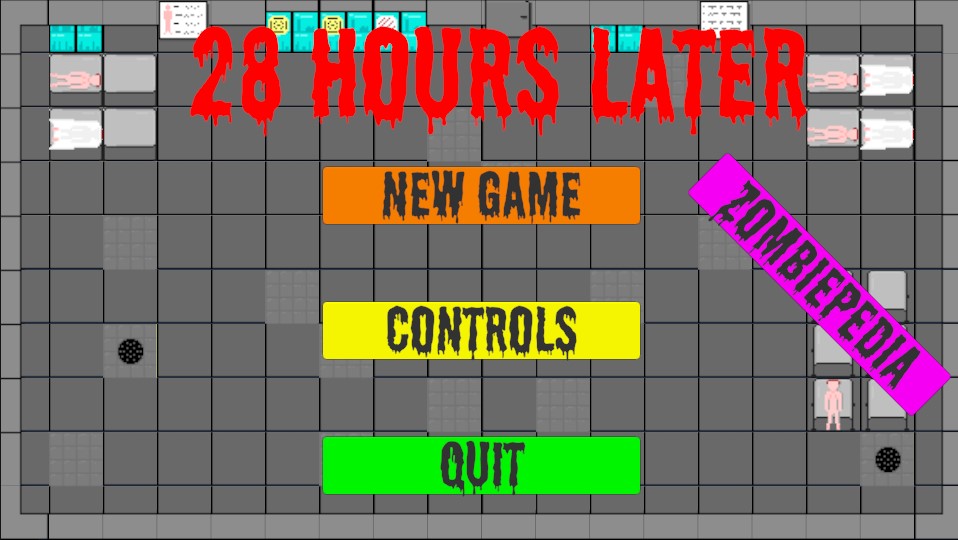 28 HOURS LATER
NEW GAME
ZOMBIEPEDIA
CONTROLS
QUIT